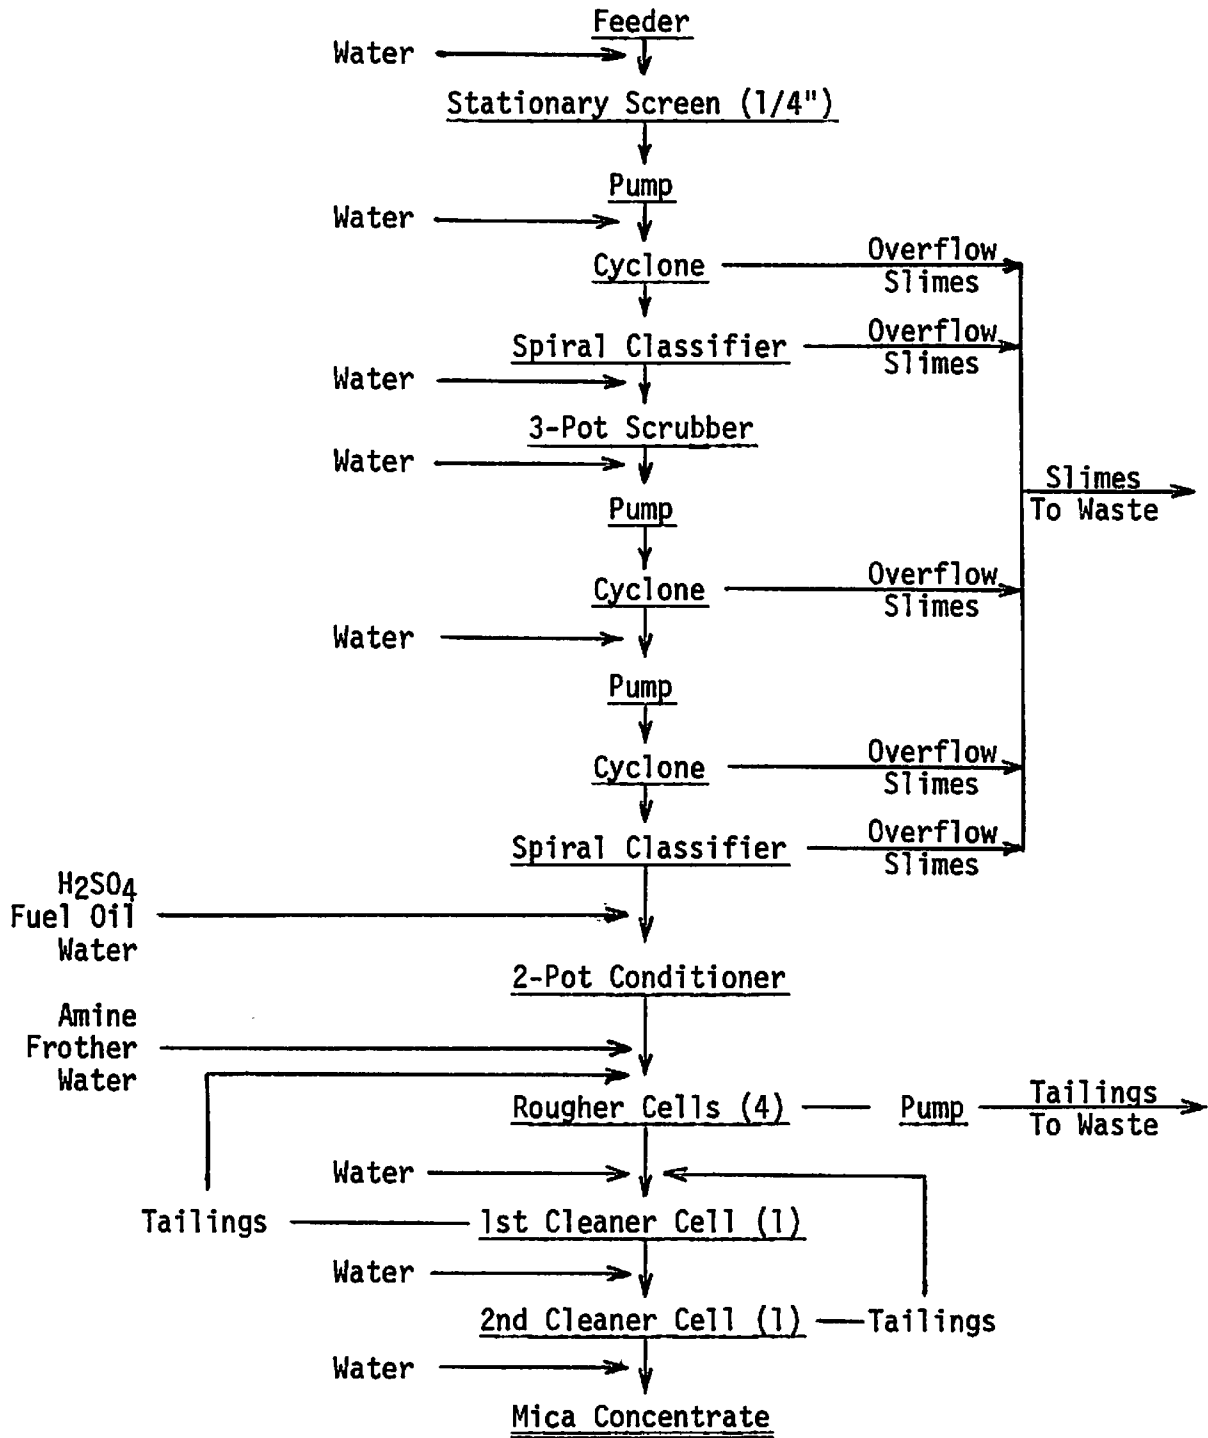 Feeder
Water
Stationary Screen (1/4")
Pump
Water
Cyclone
Overflow
Slimes
Spiral Classifier
Overflow
Slimes
Water
3-Pot Scrubber
Water
Slimes
To Waste
Pump
Cyclone
Overflow
Slimes
Water
Pump
Cyclone
Overflow
Slimes
Spiral Classifier
Overflow
Slimes
H2SO4
Fuel Oil
Water
2-Pot Conditioner
Amine
Frother
Water
Rougher Cells (4)
Pump
Tailings
To Waste
Water
Tailings
1st Cleaner Cell (1)
Water
2nd Cleaner Cell (1)
Tailings
Water
Mica Concentrate